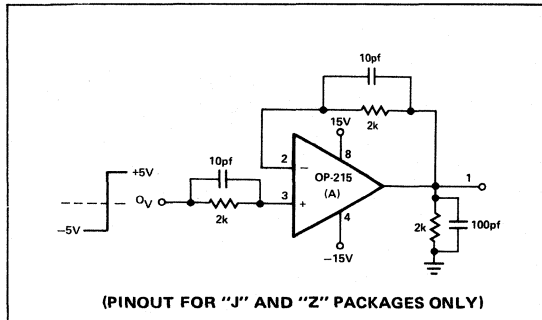 10pf
15V
2k
10pf
2
8
−
OP-215
1
+5V
3
+
(A)
0V
4
2k
2k
100pf
−5V
−15V
(PINOUT FOR "J" AND "Z" PACKAGES ONLY)